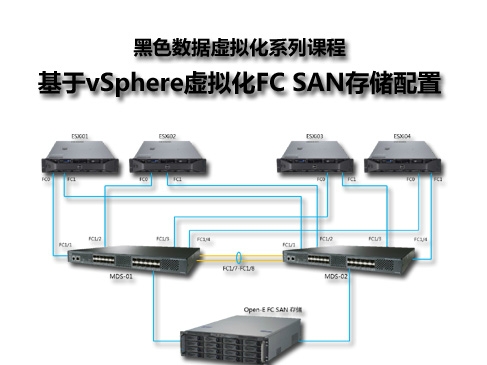 黑色数据虚拟化系列课程
基于vSphere虚拟化FC SAN存储配置
ESXi01 ESXi02 ESXi03 ESXi04
FC0 FC1 FC0 FC1 FC0 FC1 FC0 FC1
FC1/1 FC1/2 FC1/3 FC1/4 FC1/1 FC1/2 FC1/3 FC1/4
MDS-01 FC1/7-FC1/8 MDS-02
Open-E FC SAN 存储